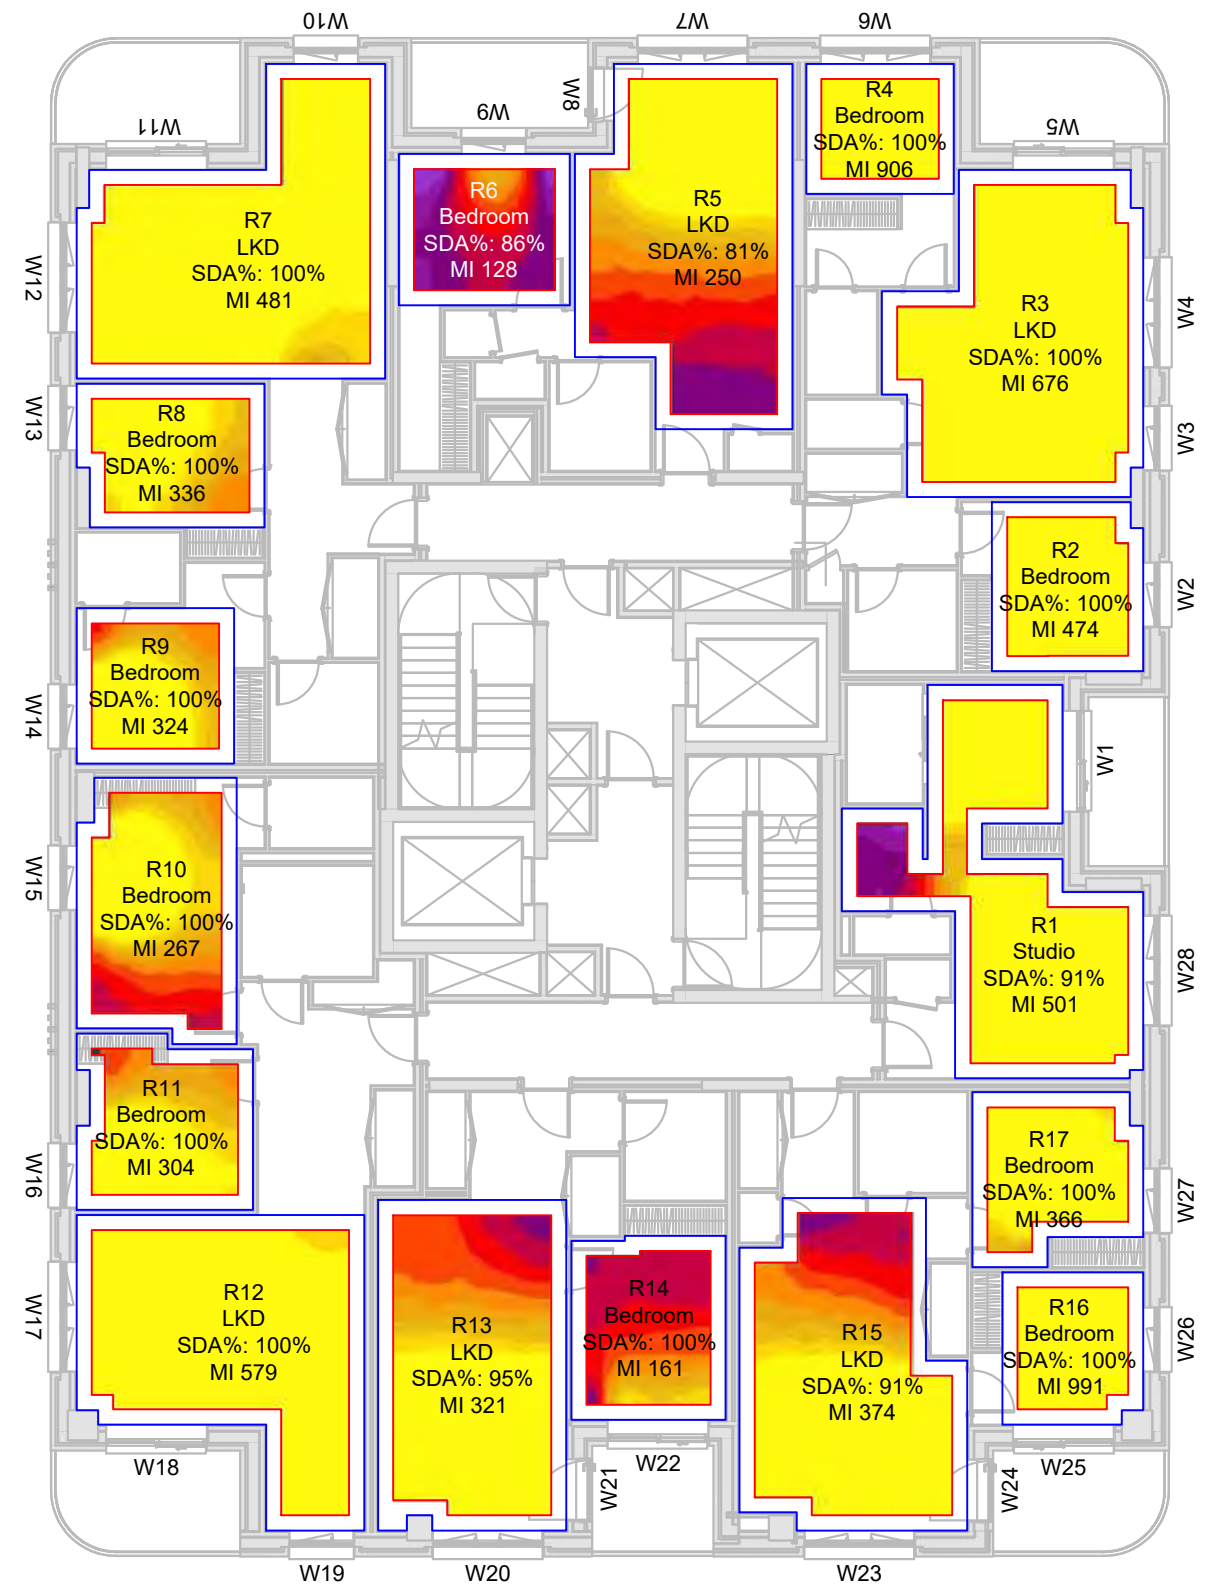 W10
W7
W6
W8
W9
W11
W5
R4
Bedroom
SDA%: 100%
MI 906
R6
Bedroom
SDA%: 86%
MI 128
R5
LKD
SDA%: 81%
MI 250
R7
LKD
SDA%: 100%
MI 481
W12
W4
R3
LKD
SDA%: 100%
MI 676
W13
R8
Bedroom
SDA%: 100%
MI 336
W3
R2
Bedroom
SDA%: 100%
MI 474
W2
R9
Bedroom
SDA%: 100%
MI 324
W14
W1
R10
Bedroom
SDA%: 100%
MI 267
W15
R1
Studio
SDA%: 91%
MI 501
W28
R11
Bedroom
SDA%: 100%
MI 304
W16
R17
Bedroom
SDA%: 100%
MI 366
W27
R12
LKD
SDA%: 100%
MI 579
W17
R13
LKD
SDA%: 95%
MI 321
R14
Bedroom
SDA%: 100%
MI 161
R15
LKD
SDA%: 91%
MI 374
R16
Bedroom
SDA%: 100%
MI 991
W26
W18
W21
W22
W24
W25
W19
W20
W23